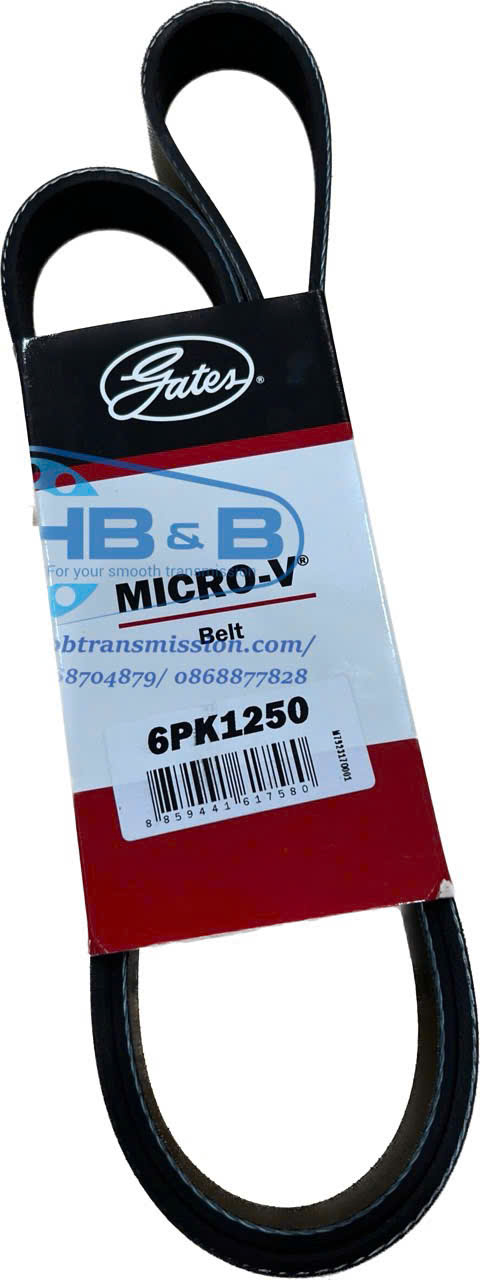 Gates®
HB & B
For your smooth transmission
MICRO-V®
Belt
btransmission.com/
8704879/ 0868877828
6PK1250
8 859441 617580